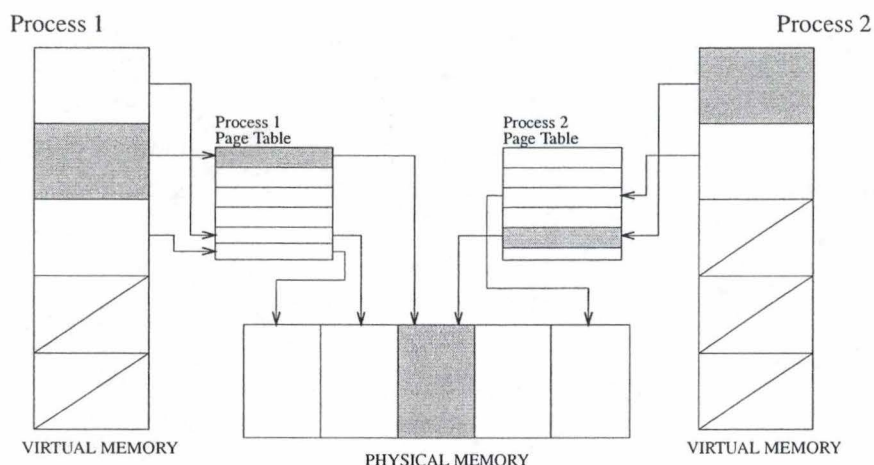 Process 1
Process 2
Process 1
Page Table
Process 2
Page Table
VIRTUAL MEMORY
PHYSICAL MEMORY
VIRTUAL MEMORY